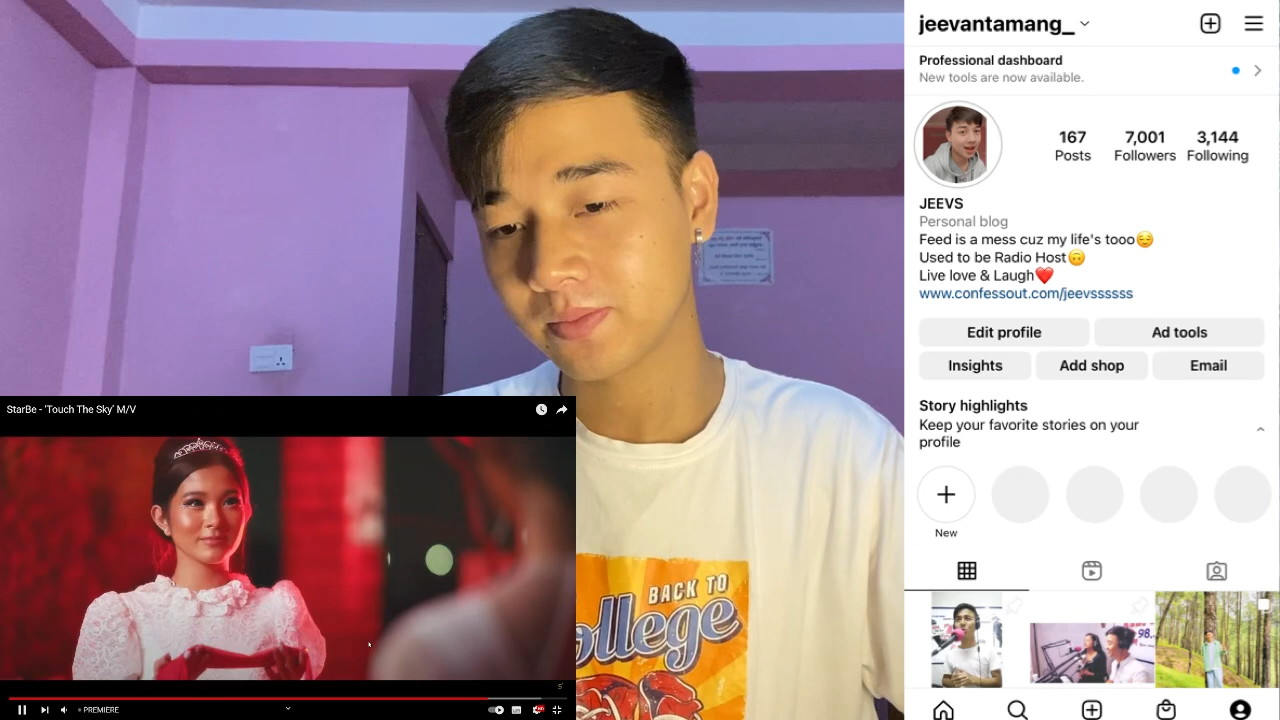 jeevantamang_
Professional dashboard
New tools are now available.
167
Posts
7,001
Followers
3,144
Following
JEEVS
Personal blog
Feed is a mess cuz my life's tooo😌
Used to be Radio Host🙃
Live love & Laugh❤️
www.confessout.com/jeevssssss
Edit profile
Ad tools
Insights
Add shop
Email
Story highlights
Keep your favorite stories on your
profile
New
StarBe - 'Touch The Sky' M/V
PREMIERE
BACK TO
ollege
98.